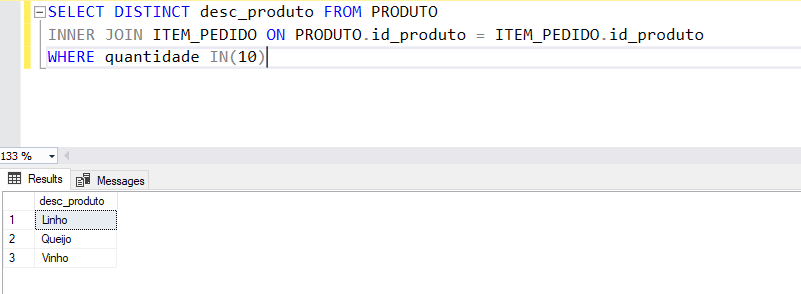 SELECT DISTINCT desc_produto FROM PRODUTO
INNER JOIN ITEM_PEDIDO ON PRODUTO.id_produto = ITEM_PEDIDO.id_produto
WHERE quantidade IN(10)
133 %
Results Messages
desc_produto
1 Linho
2 Queijo
3 Vinho